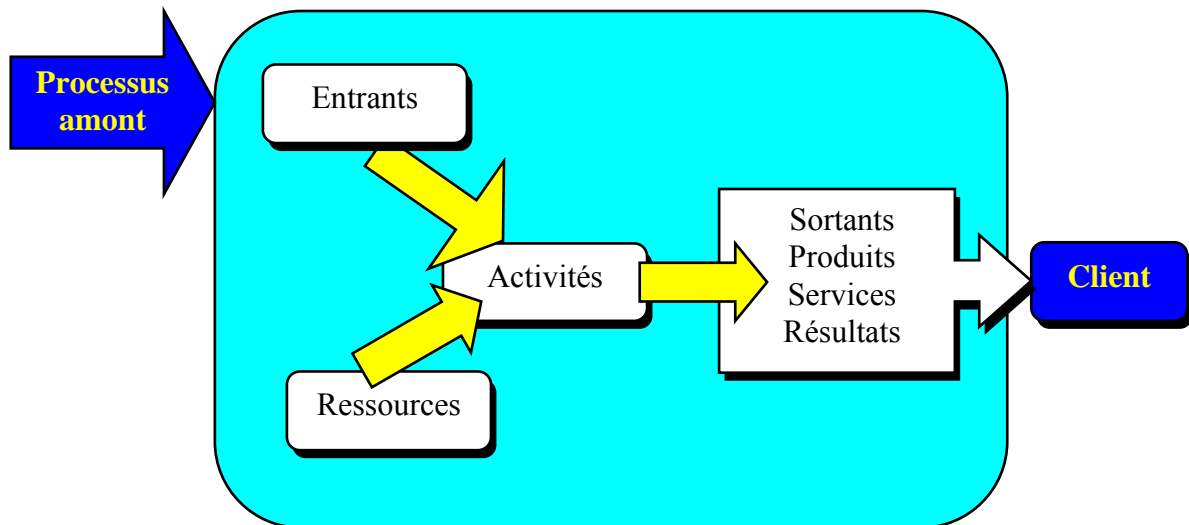 Processus
amont
Entrants
Activités
Ressources
Sortants
Produits
Services
Résultats
Client